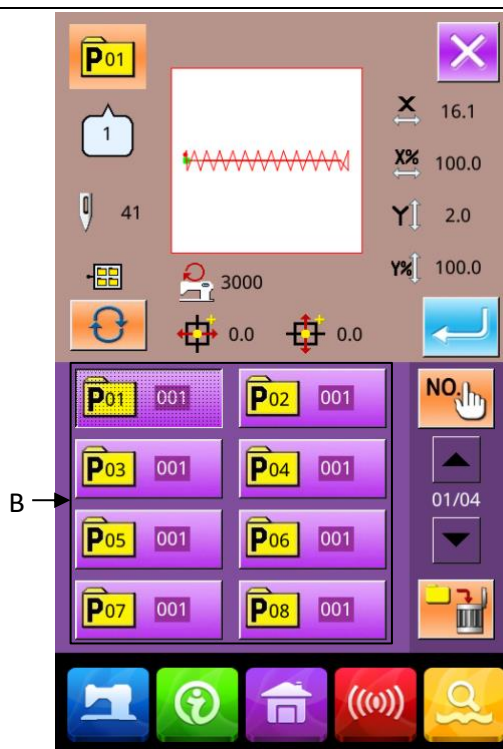 P01
1
X 16.1
X% 100.0
41
Y 2.0
3000
Y% 100.0
0.0 0.0
P01 001 P02 001 NO.
P03 001 P04 001
B
01/04
P05 001 P06 001
P07 001 P08 001